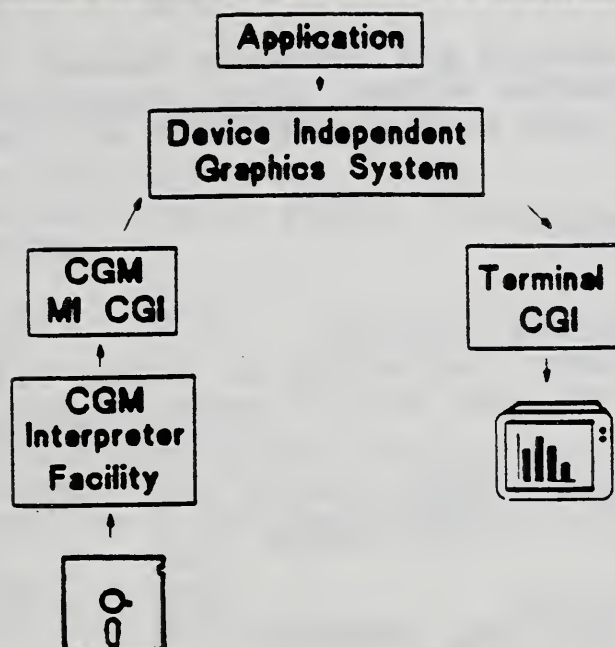 Application
Device Independent
Graphics System
CGM
MI CGI
Terminal
CGI
CGM
Interpreter
Facility